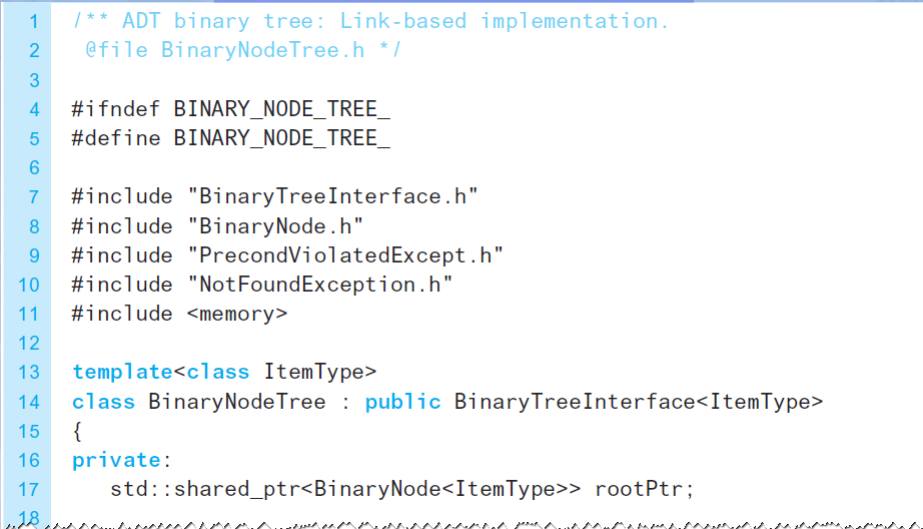 1 /** ADT binary tree: Link-based implementation.
2 @file BinaryNodeTree.h */
3
4 #ifndef BINARY_NODE_TREE_
5 #define BINARY_NODE_TREE_
6
7 #include "BinaryTreeInterface.h"
8 #include "BinaryNode.h"
9 #include "PrecondViolatedExcept.h"
10 #include "NotFoundException.h"
11 #include <memory>
12
13 template<class ItemType>
14 class BinaryNodeTree : public BinaryTreeInterface<ItemType>
15 {
16 private:
17 std::shared_ptr<BinaryNode<ItemType>> rootPtr;
18